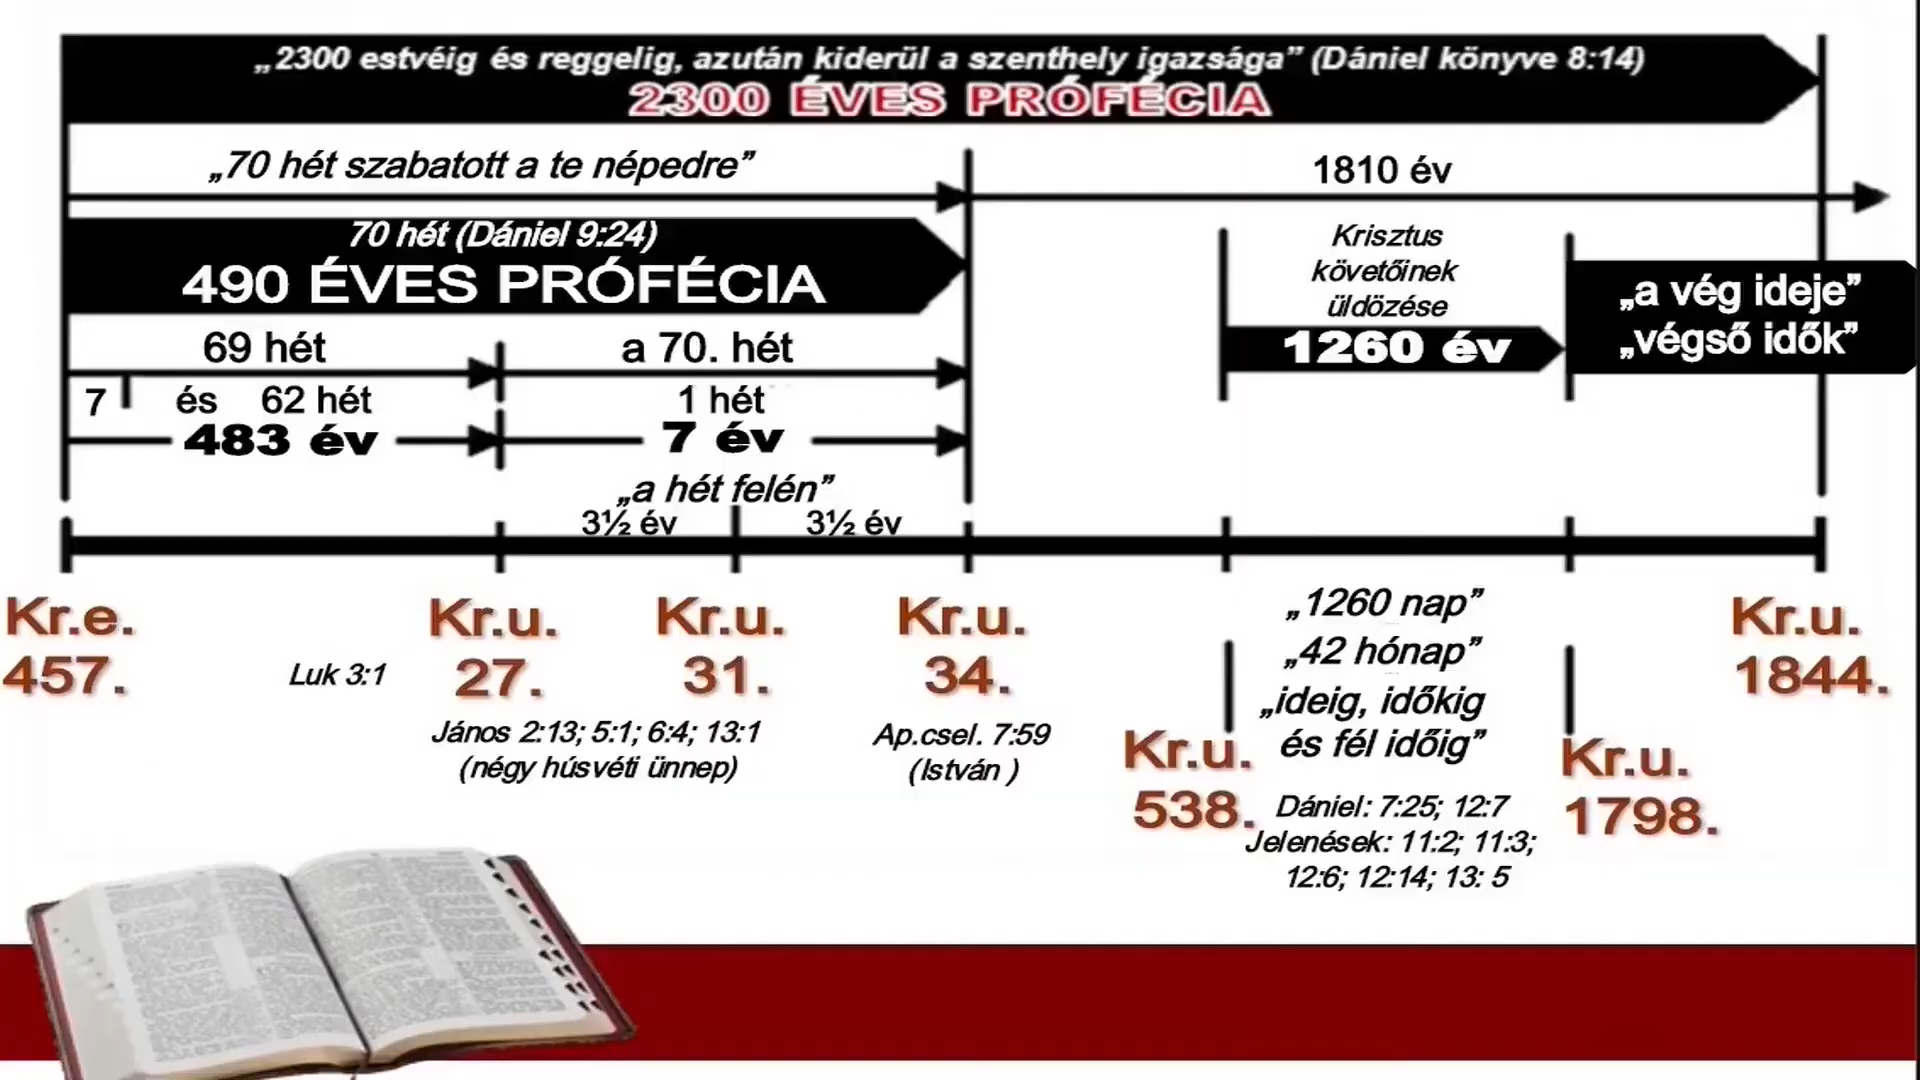 „2300 estvéig és reggelig, azután kiderül a szenthely igazsága” (Dániel könyve 8:14)
2300 ÉVES PRÓFÉCIA
„70 hét szabatott a te népedre”
1810 év
70 hét (Dániel 9:24)
490 ÉVES PRÓFÉCIA
Krisztus
követőinek
üldözése
1260 év
„a vég ideje”
„végső idők”
69 hét
a 70. hét
7 és 62 hét
1 hét
483 év
7 év
„a hét felén”
3½ év
3½ év
Kr.e.
457.
Luk 3:1
Kr.u.
27.
Kr.u.
31.
János 2:13; 5:1; 6:4; 13:1
(négy húsvéti ünnep)
Kr.u.
34.
Ap.csel. 7:59
(István )
Kr.u.
538.
„1260 nap”
„42 hónap”
„ideig, időkig
és fél időig”
Dániel: 7:25; 12:7
Jelenések: 11:2; 11:3;
12:6; 12:14; 13: 5
Kr.u.
1798.
Kr.u.
1844.